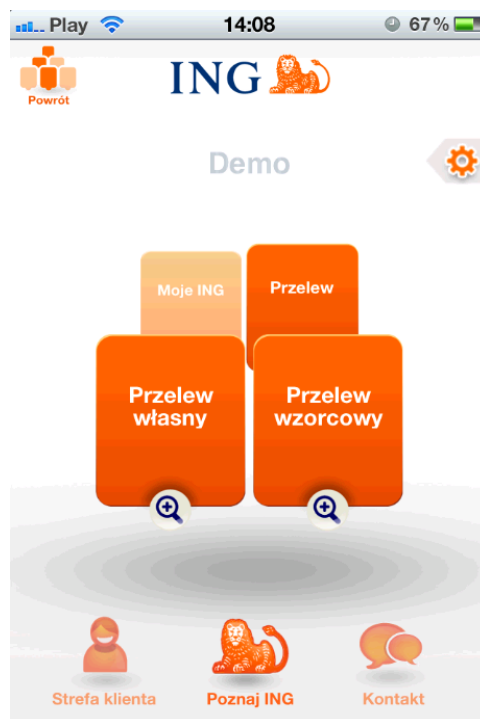 Play 14:08 67%
Powrót
ING
Demo
Moje ING
Przelew
Przelew
własny
Przelew
wzorcowy
Strefa klienta
Poznaj ING
Kontakt